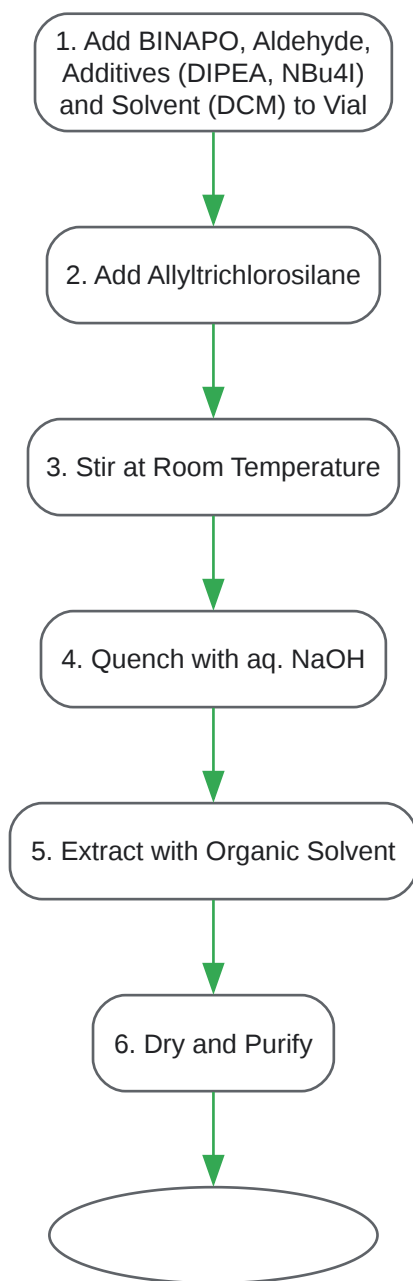 1. Add BINAPO, Aldehyde,
Additives (DIPEA, NBu4I)
and Solvent (DCM) to Vial
2. Add Allyltrichlorosilane
3. Stir at Room Temperature
4. Quench with aq. NaOH
5. Extract with Organic Solvent
6. Dry and Purify